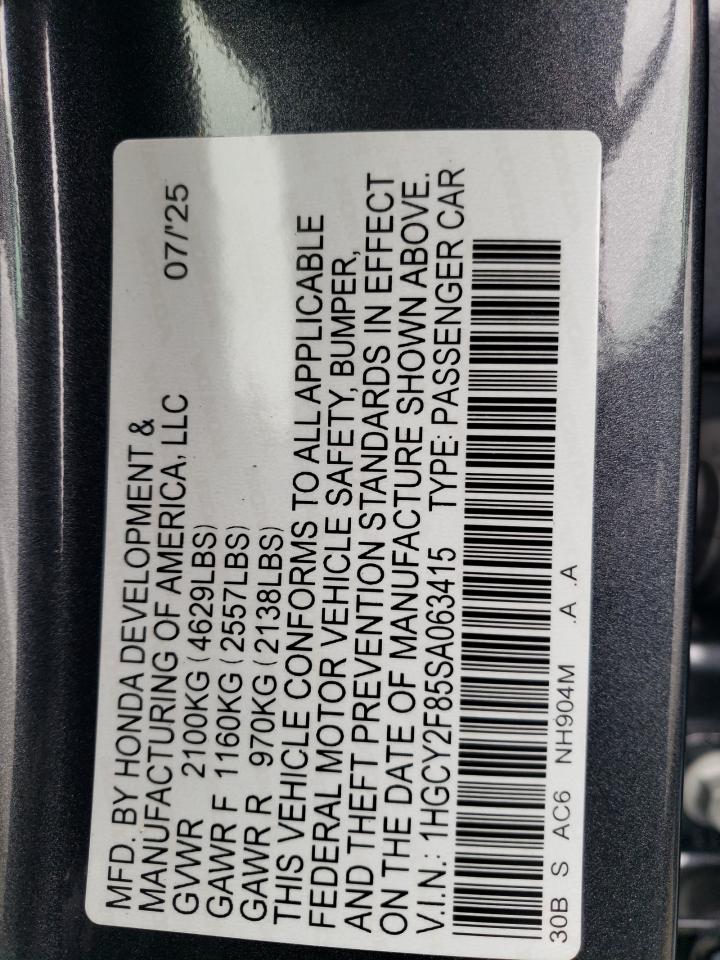 MFD. BY HONDA DEVELOPMENT &
MANUFACTURING OF AMERICA, LLC 07/'25
GVWR 2100KG (4629LBS)
GAWR F 1160KG (2557LBS)
GAWR R 970KG (2138LBS)
THIS VEHICLE CONFORMS TO ALL APPLICABLE
FEDERAL MOTOR VEHICLE SAFETY, BUMPER,
AND THEFT PREVENTION STANDARDS IN EFFECT
ON THE DATE OF MANUFACTURE SHOWN ABOVE.
V.I.N.: 1HGCY2F85SA063415 TYPE: PASSENGER CAR
30B S AC6 NH904M .A .A